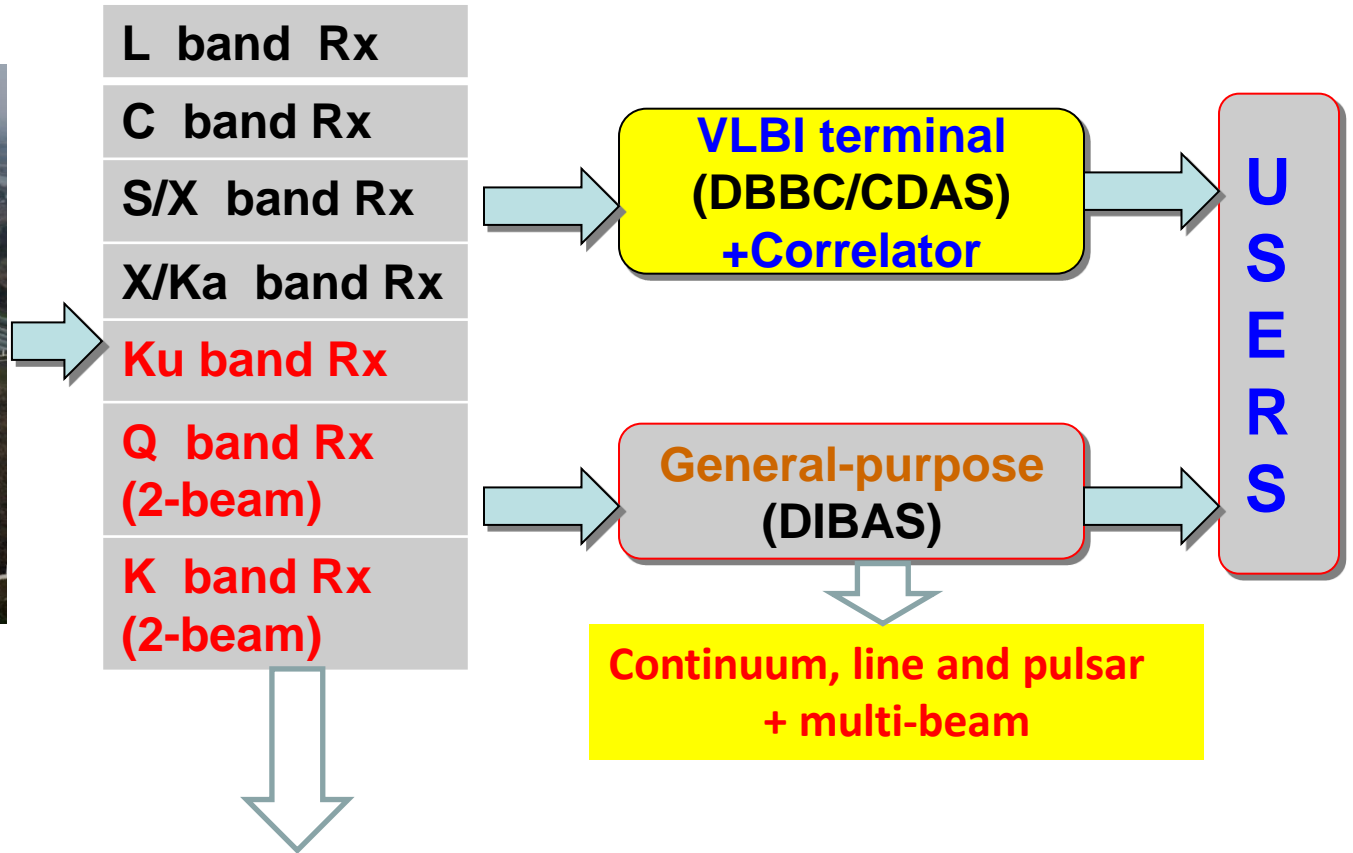 L band Rx
C band Rx
S/X band Rx
X/Ka band Rx
Ku band Rx
Q band Rx
(2-beam)
K band Rx
(2-beam)
VLBI terminal
(DBBC/CDAS)
+Correlator
General-purpose
(DIBAS)
Continuum, line and pulsar
+ multi-beam
U
S
E
R
S